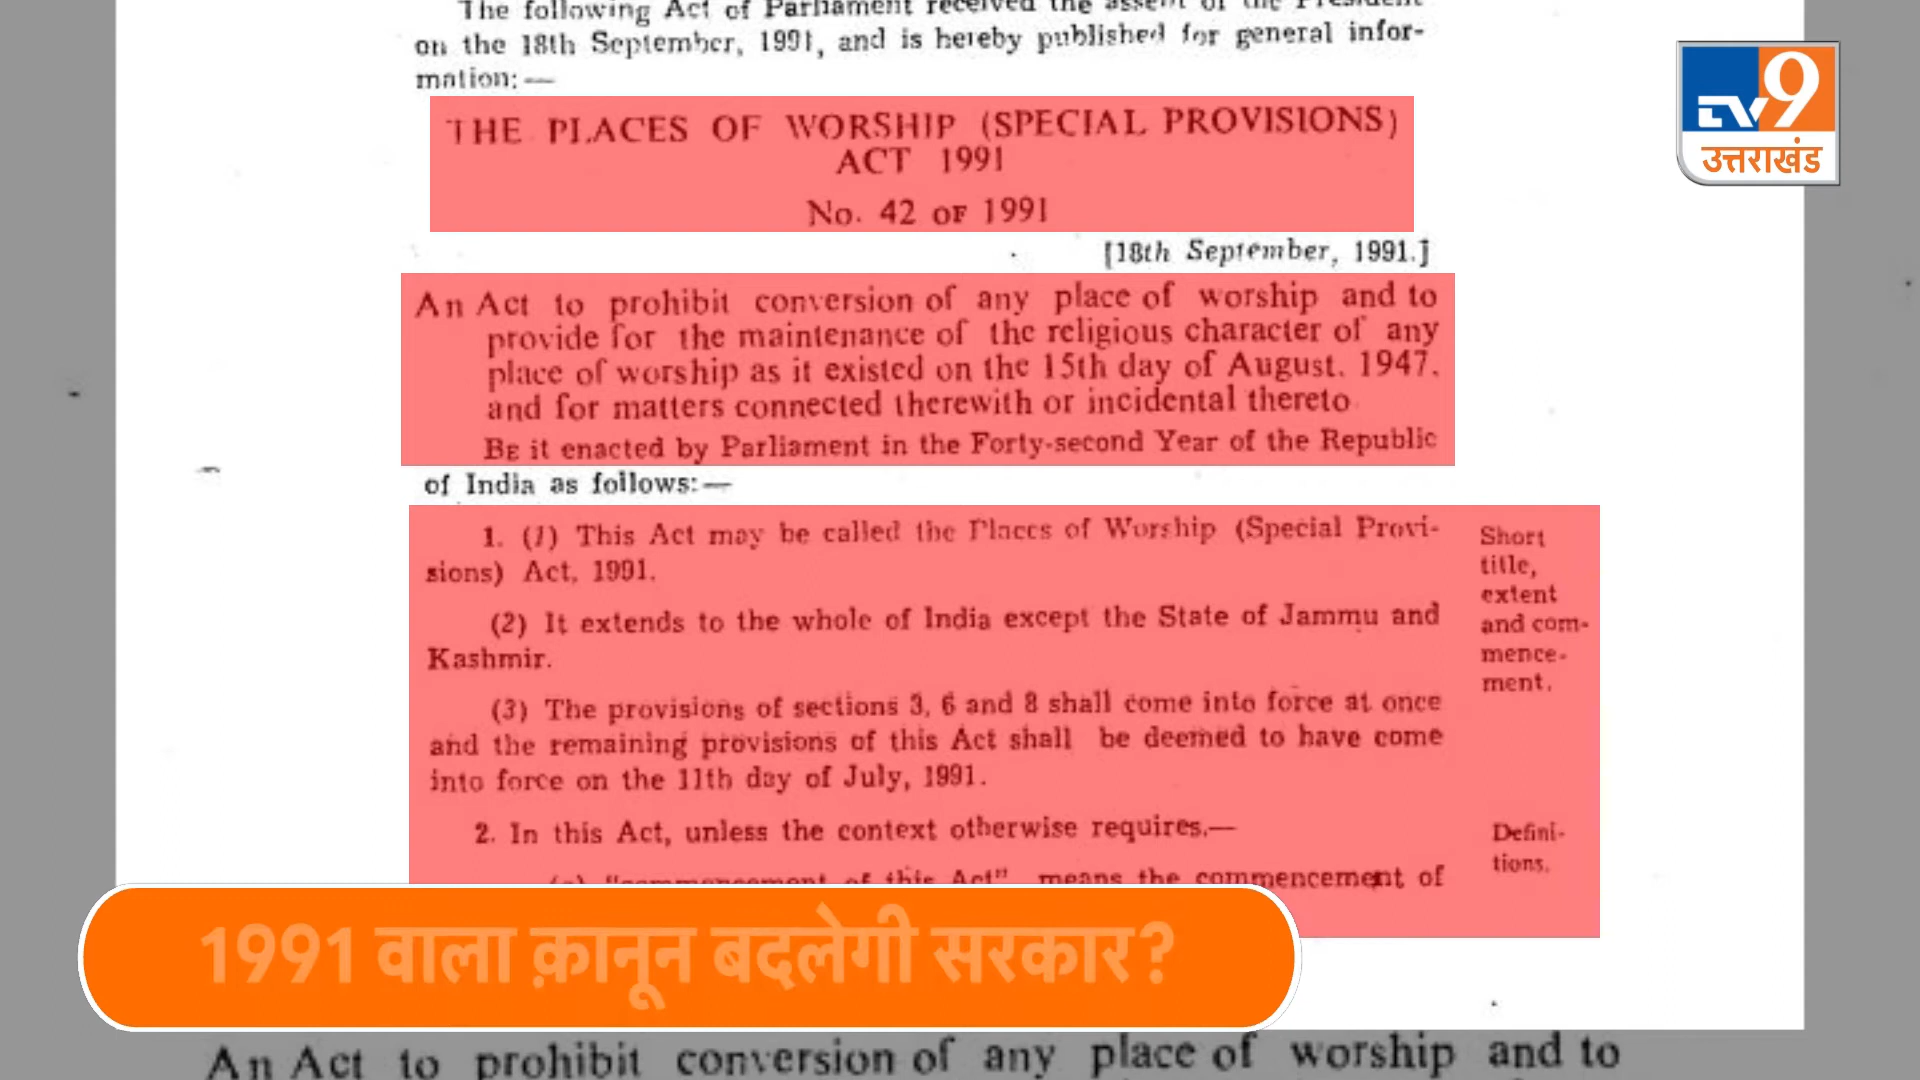 The following Act of Parliament received the assent of the President
on the 18th September, 1991, and is hereby published for general infor-
mation:—
THE PLACES OF WORSHIP (SPECIAL PROVISIONS)
ACT 1991
No. 42 OF 1991
[18th September, 1991.]
An Act to prohibit conversion of any place of worship and to
provide for the maintenance of the religious character of any
place of worship as it existed on the 15th day of August, 1947,
and for matters connected therewith or incidental thereto
BE it enacted by Parliament in the Forty-second Year of the Republic
of India as follows:—
1. (1) This Act may be called the Places of Worship (Special Provi-
sions) Act, 1991.
(2) It extends to the whole of India except the State of Jammu and
Kashmir.
(3) The provisions of sections 3, 6 and 8 shall come into force at once
and the remaining provisions of this Act shall be deemed to have come
into force on the 11th day of July, 1991.
2. In this Act, unless the context otherwise requires,—
(a) "commencement of this Act" means the commencement of
Short
title,
extent
and com-
mence-
ment.
Defini-
tions.
TV9
उत्तराखंड
1991 वाला क़ानून बदलेगी सरकार?
An Act to prohibit conversion of any place of worship and to